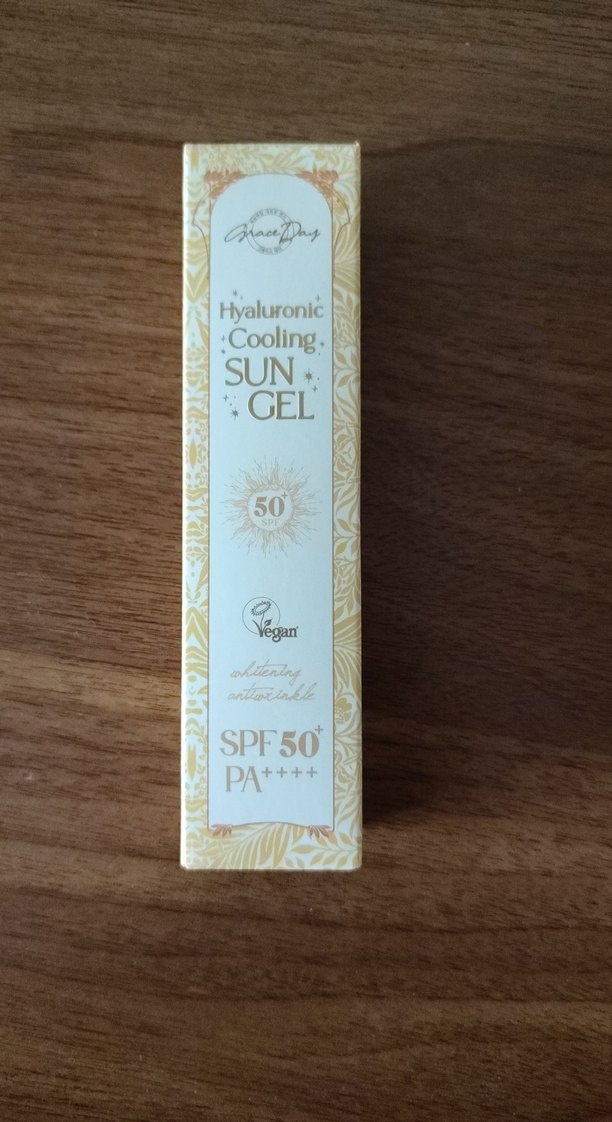 Grace Day
Hyaluronic
Cooling
SUN
GEL
50+
SPF
Vegan
whitening
antiwrinkle
SPF 50+
PA++++